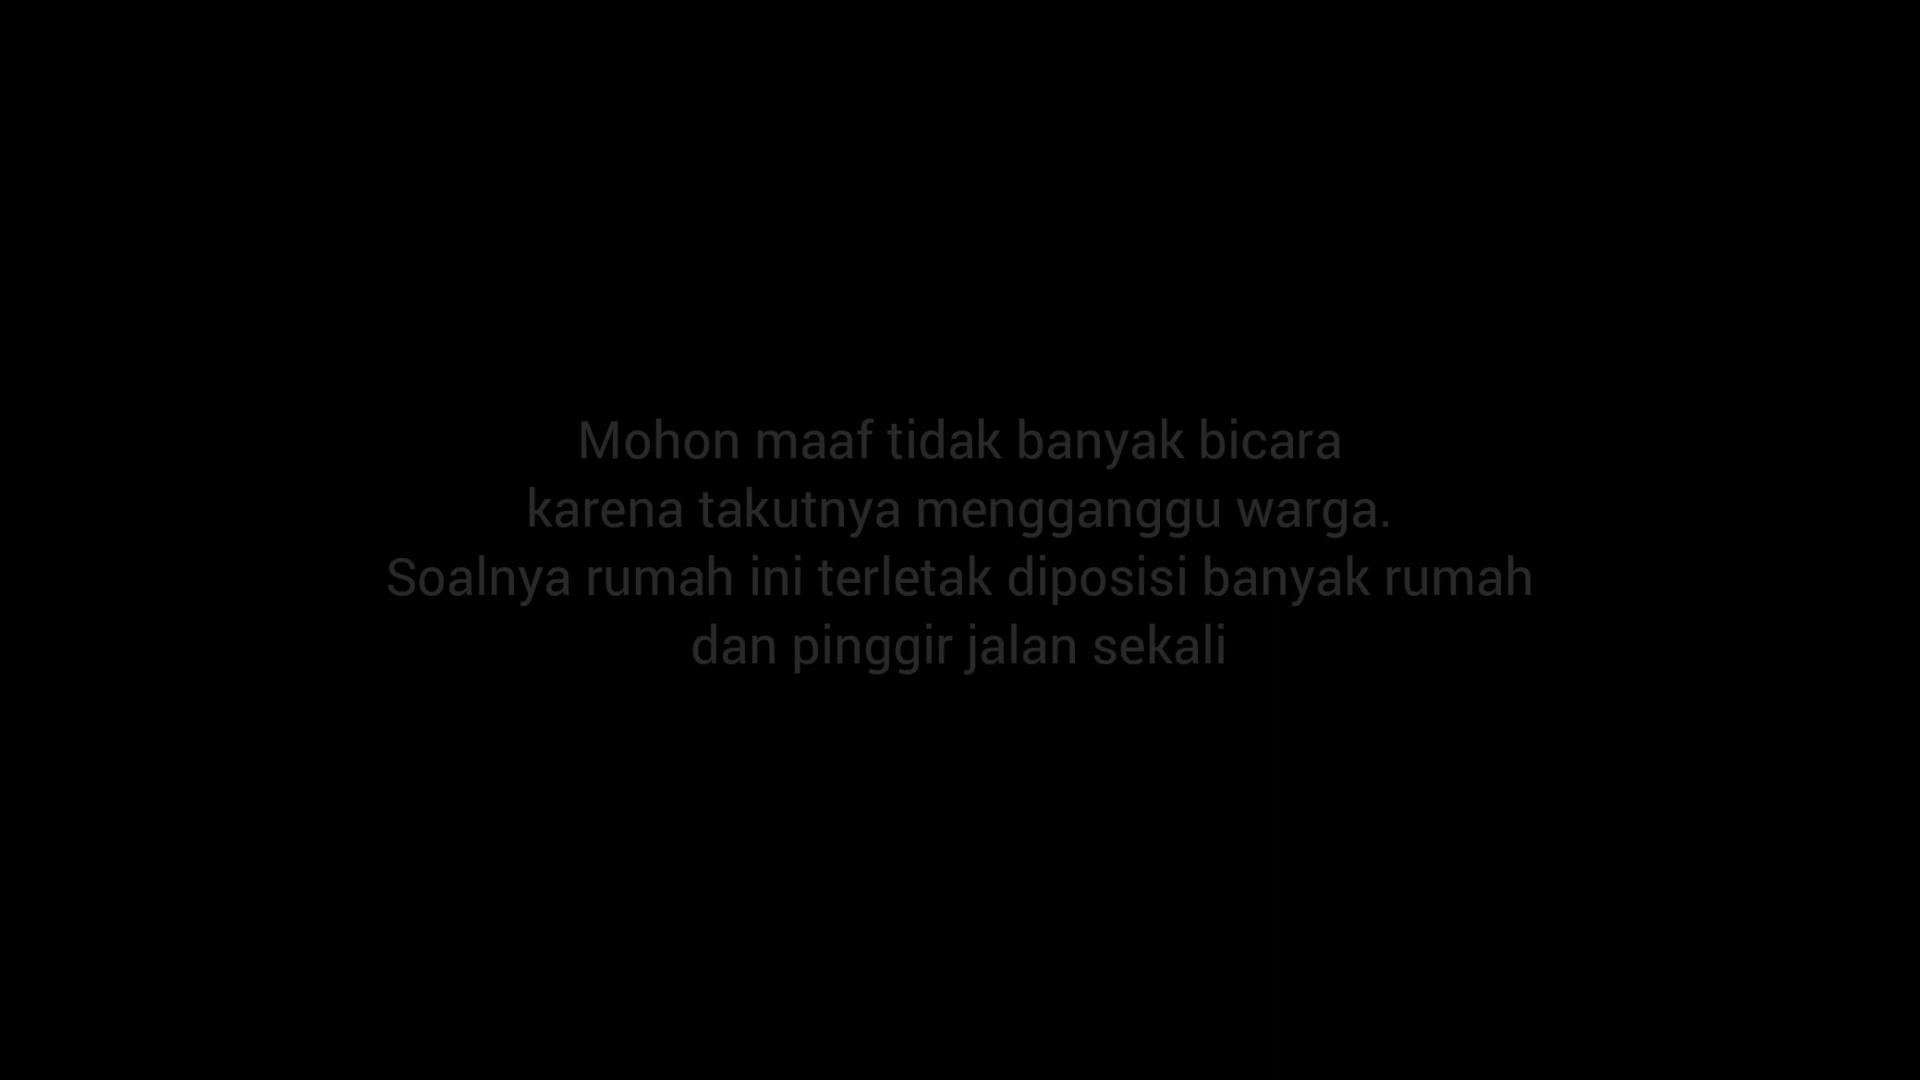 Mohon maaf tidak banyak bicara
karena takutnya mengganggu warga.
Soalnya rumah ini terletak diposisi banyak rumah
dan pinggir jalan sekali